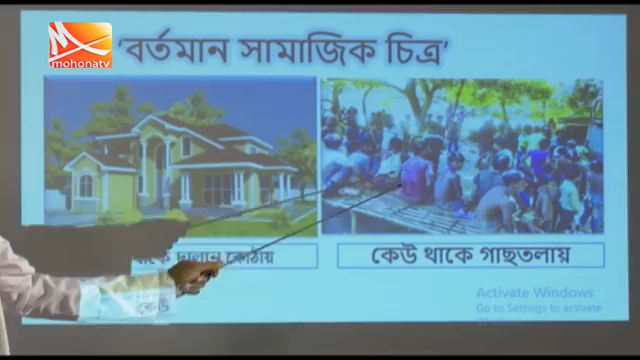 mohonatv
'বর্তমান সামাজিক চিত্র'
থাকে দালান কোঠায়
কেউ থাকে গাছতলায়
কেউ
Activate Windows
Go to Settings to activate